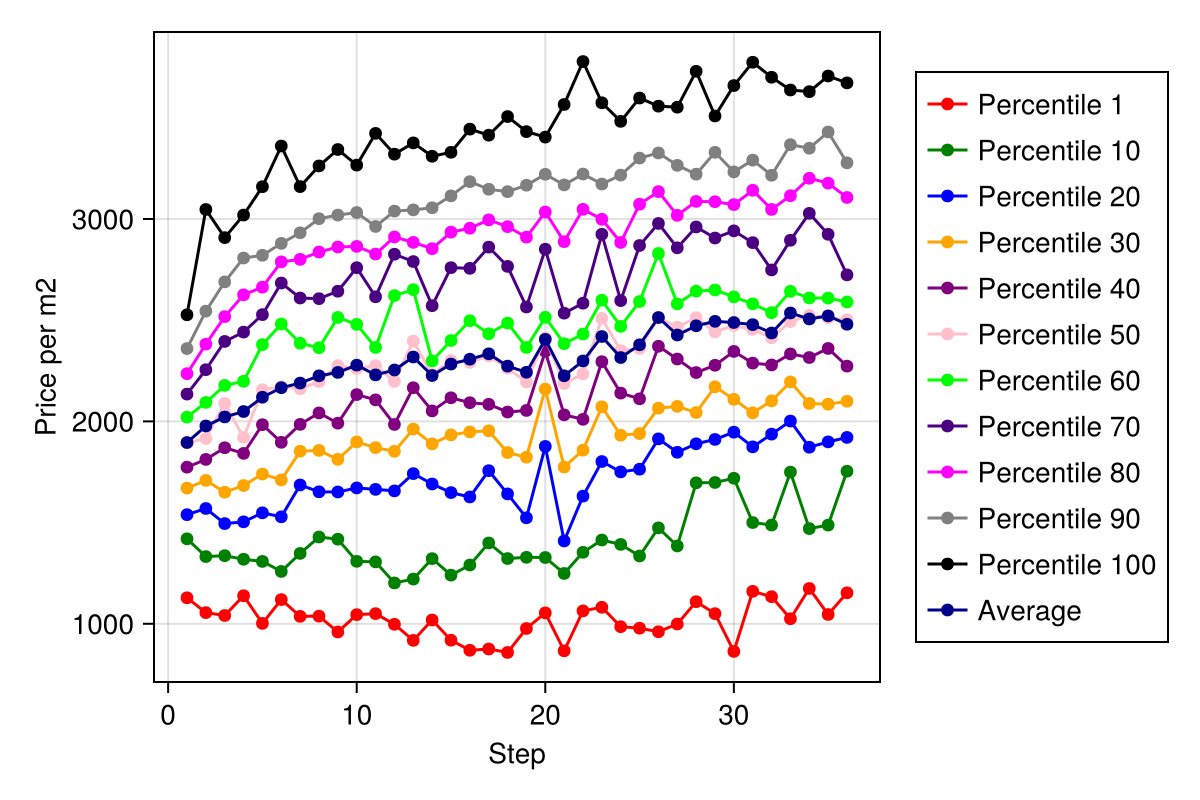 Price per m2
3000
2000
1000
0 10 20 30
Step
Percentile 1
Percentile 10
Percentile 20
Percentile 30
Percentile 40
Percentile 50
Percentile 60
Percentile 70
Percentile 80
Percentile 90
Percentile 100
Average